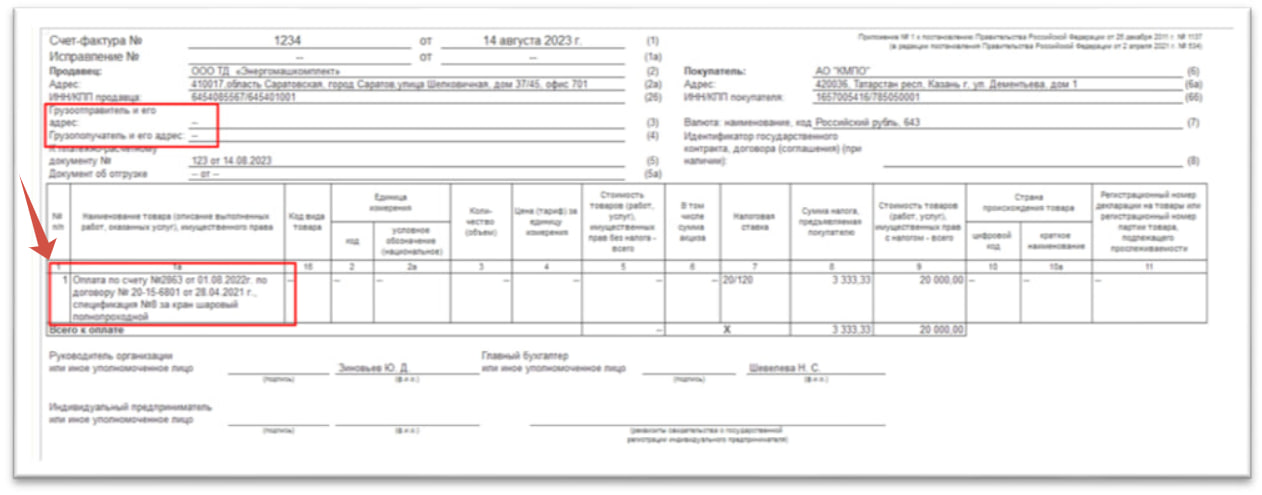 Счет-фактура № 1234 от 14 августа 2023 г. (1)
Приложение № 1 к постановлению Правительства Российской Федерации от 26 декабря 2011 г. № 1137
(в редакции постановления Правительства Российской Федерации от 2 апреля 2021 г. № 534)
Исправление № -- от -- (1а)
Продавец: ООО ТД «Энергомашкомплект» (2)
Адрес: 410017,область Саратовская, город Саратов,улица Шелковичная, дом 37/45, офис 701 (2а)
ИНН/КПП продавца: 6454085567/645401001 (2б)
Грузоотправитель и его
адрес: -- (3)
Грузополучатель и его адрес: -- (4)
К платежно-расчетному
документу № 123 от 14.08.2023 (5)
Документ об отгрузке -- от -- (5а)
Покупатель: АО "КМПО" (6)
Адрес: 420036, Татарстан респ, Казань г, ул. Дементьева, дом 1 (6а)
ИНН/КПП покупателя: 1657005416/785050001 (6б)
Валюта: наименование, код Российский рубль, 643 (7)
Идентификатор государственного
контракта, договора (соглашения) (при
наличии): (8)
№
п/п
Наименование товара (описание выполненных
работ, оказанных услуг), имущественного права
Код вида
товара
Единица
измерения
код
условное
обозначение
(национальное)
Коли-
чество
(объем)
Цена (тариф) за
единицу
измерения
Стоимость
товаров (работ,
услуг),
имущественных
прав без налога -
всего
В том
числе
сумма
акциза
Налоговая
ставка
Сумма налога,
предъявляемая
покупателю
Стоимость товаров
(работ, услуг),
имущественных прав
с налогом - всего
Страна
происхождения товара
цифровой
код
краткое
наименование
Регистрационный номер
декларации на товары или
регистрационный номер
партии товара,
подлежащего
прослеживаемости
1 1а 1б 2 2а 3 4 5 6 7 8 9 10 10а 11
1 Оплата по счету №2863 от 01.08.2022г. по -- -- -- -- -- -- -- 20/120 3 333,33 20 000,00 -- -- --
договору № 20-15-6801 от 28.04.2021 г.,
спецификация №8 за кран шаровый
полнопроходной
Всего к оплате -- Х 3 333,33 20 000,00
Руководитель организации
или иное уполномоченное лицо Зиновьев Ю. Д.
(подпись) (ф.и.о.)
Главный бухгалтер
или иное уполномоченное лицо Шевелева Н. С.
(подпись) (ф.и.о.)
Индивидуальный предприниматель
или иное уполномоченное лицо
(подпись) (ф.и.о.)
(реквизиты свидетельства о государственной
регистрации индивидуального предпринимателя)